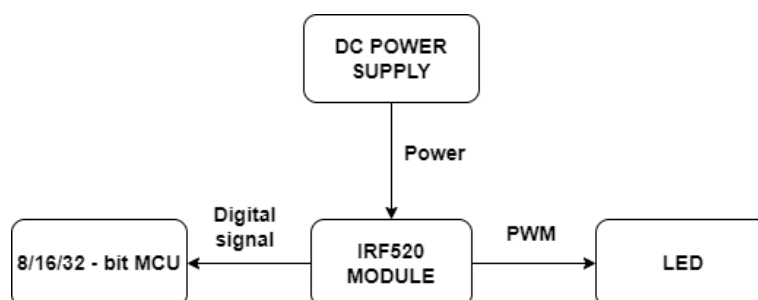 DC POWER
SUPPLY
Power
Digital
signal
PWM
8/16/32 - bit MCU
IRF520
MODULE
LED